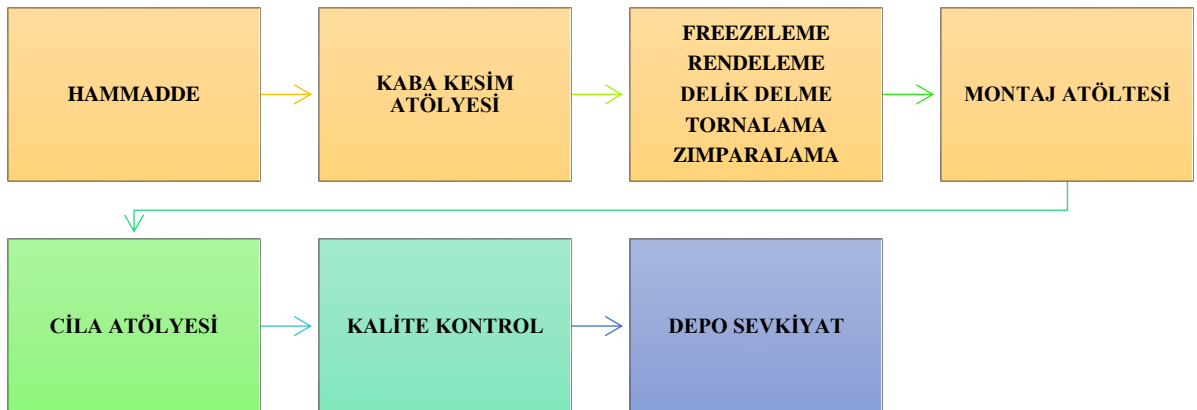 HAMMADDE
KABA KESİM
ATÖLYESİ
FREEZELEME
RENDELEME
DELİK DELME
TORNALAMA
ZIMPARALAMA
MONTAJ ATÖLTESİ
CİLA ATÖLYESİ
KALİTE KONTROL
DEPO SEVKİYAT